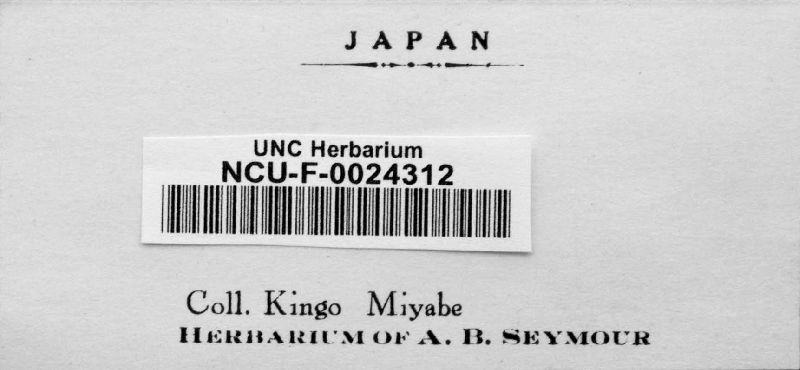 JAPAN
UNC Herbarium
NCU-F-0024312
Coll. Kingo Miyabe
HERBARIUM OF A. B. SEYMOUR